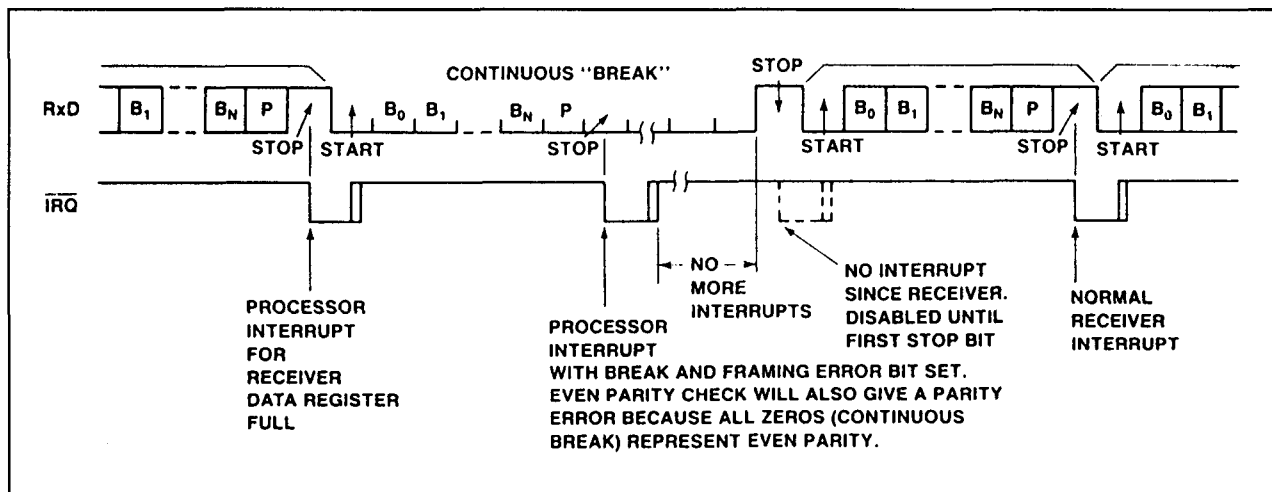 CONTINUOUS "BREAK"
STOP
RxD
B1
BN
P
B0
B1
BN
P
B0
B1
BN
P
B0
B1
STOP
START
STOP
START
STOP
START
IRQ
PROCESSOR
INTERRUPT
FOR
RECEIVER
DATA REGISTER
FULL
PROCESSOR
INTERRUPT
WITH BREAK AND FRAMING ERROR BIT SET.
EVEN PARITY CHECK WILL ALSO GIVE A PARITY
ERROR BECAUSE ALL ZEROS (CONTINUOUS
BREAK) REPRESENT EVEN PARITY.
NO
MORE
INTERRUPTS
NO INTERRUPT
SINCE RECEIVER.
DISABLED UNTIL
FIRST STOP BIT
NORMAL
RECEIVER
INTERRUPT